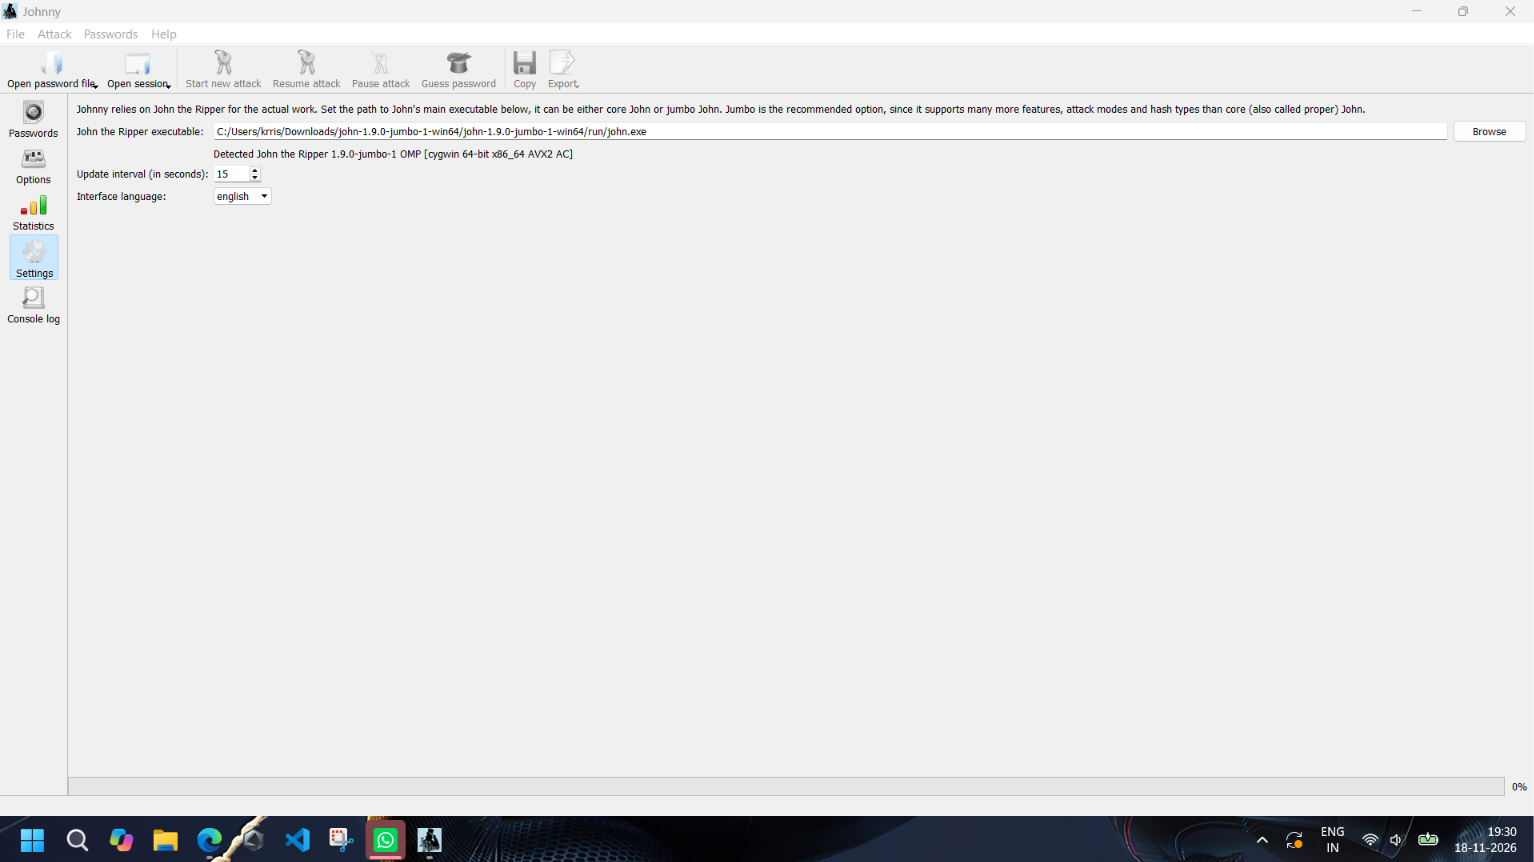 Johnny
File Attack Passwords Help
Open password file Open session Start new attack Resume attack Pause attack Guess password Copy Export
Passwords
Options
Statistics
Settings
Console log
Johnny relies on John the Ripper for the actual work. Set the path to John's main executable below, it can be either core John or jumbo John. Jumbo is the recommended option, since it supports many more features, attack modes and hash types than core (also called proper) John.
John the Ripper executable: C:/Users/krris/Downloads/john-1.9.0-jumbo-1-win64/john-1.9.0-jumbo-1-win64/run/john.exe Browse
Detected John the Ripper 1.9.0-jumbo-1 OMP [cygwin 64-bit x86_64 AVX2 AC]
Update interval (in seconds): 15
Interface language: english
0%
ENG
IN
19:30
18-11-2026